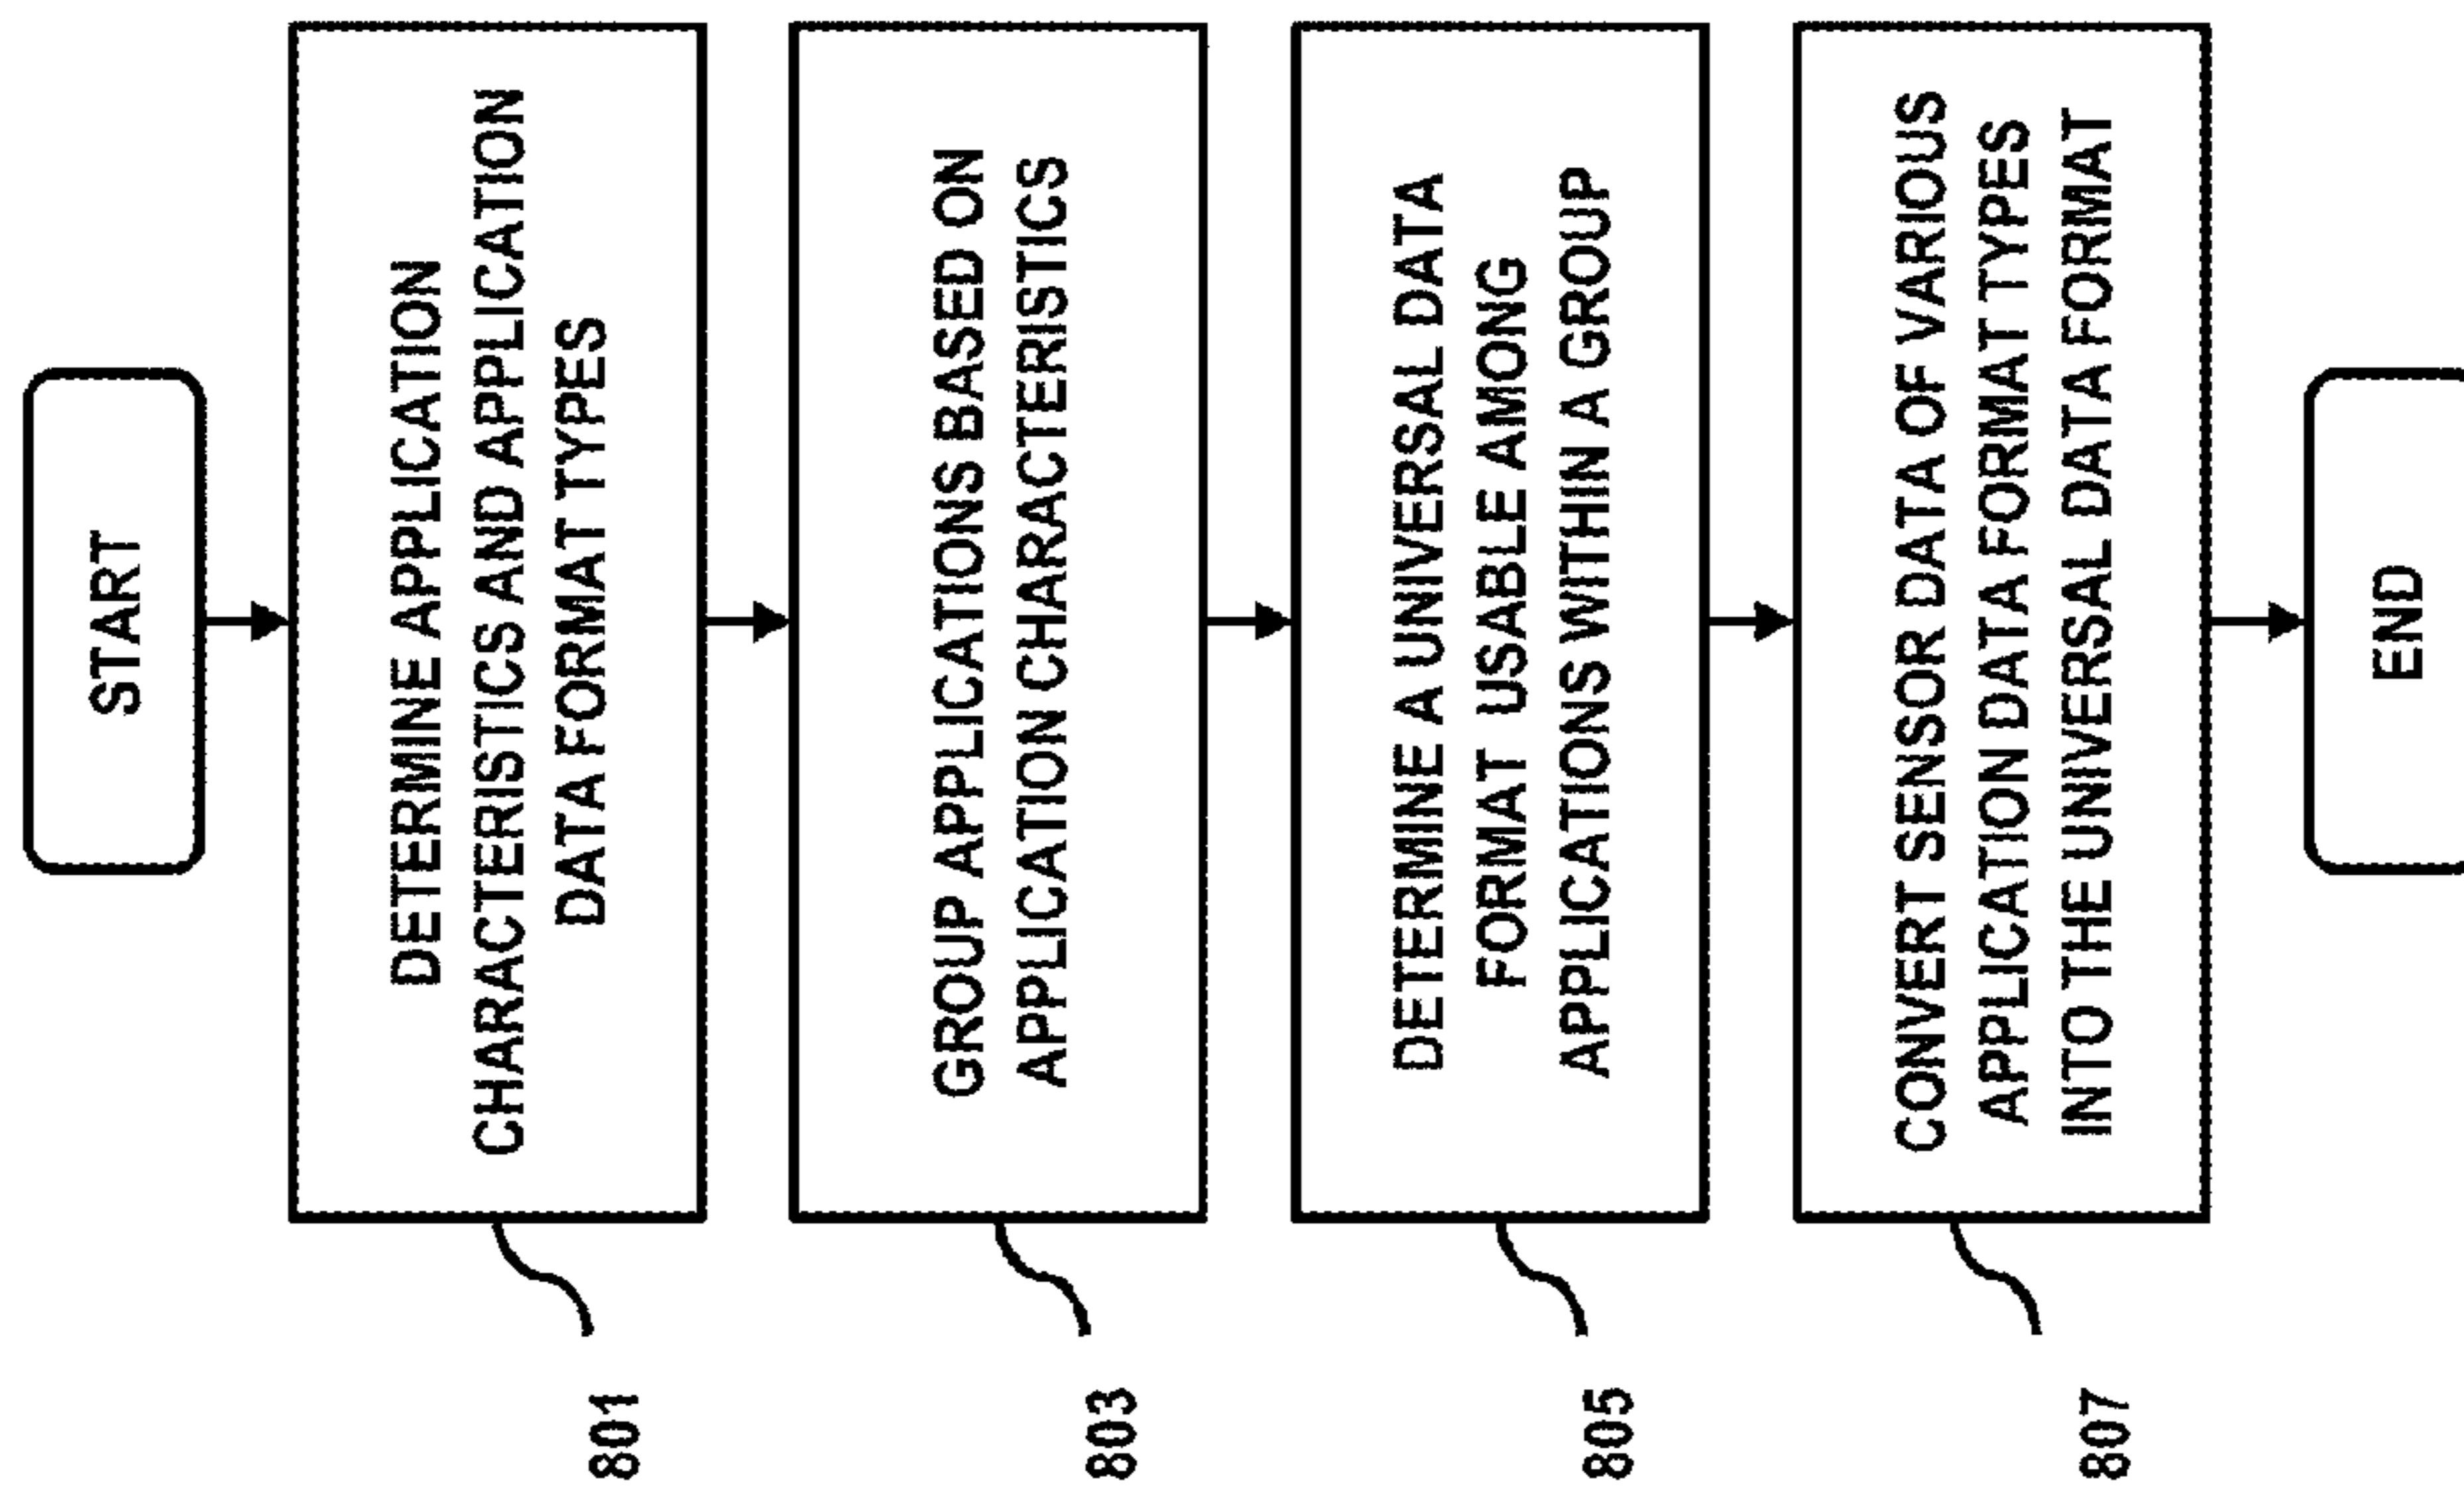 START
DETERMINE APPLICATION
CHARACTERISTICS AND APPLICATION
DATA FORMAT TYPES
801
GROUP APPLICATIONS BASED ON
APPLICATION CHARACTERISTICS
803
DETERMINE A UNIVERSAL DATA
FORMAT USABLE AMONG
APPLICATIONS WITHIN A GROUP
805
CONVERT SENSOR DATA OF VARIOUS
APPLICATION DATA FORMAT TYPES
INTO THE UNIVERSAL DATA FORMAT
807
END